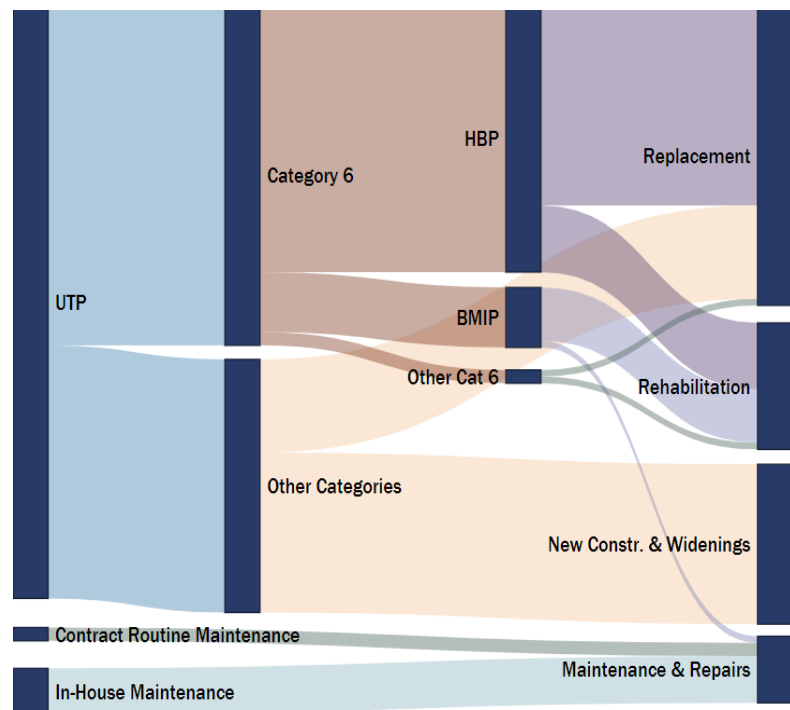 HBP
Replacement
Category 6
UTP
BMIP
Other Cat 6
Rehabilitation
Other Categories
New Constr. & Widenings
Contract Routine Maintenance
Maintenance & Repairs
In-House Maintenance